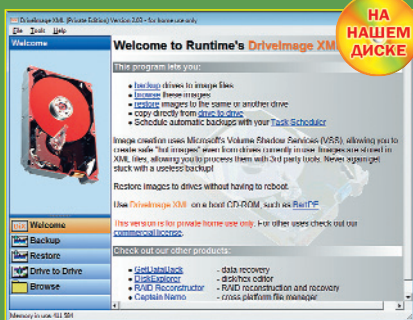 DriveImage XML (Private Edition) Version 2.02 - for home use only
File Tools Help
Welcome
Welcome to Runtime's DriveImage XM
НА
НАШЕМ
ДИСКЕ
This program lets you:
backup drives to image files
browse these images
restore images to the same or another drive
copy directly from drive to drive
Schedule automatic backups with your Task Scheduler
Image creation uses Microsoft's Volume Shadow Services (VSS), allowing you to
create safe "hot images" even from drives currently in use. Images are stored in
XML files, allowing you to process them with 3rd party tools. Never again get
stuck with a useless backup!
Restore images to drives without having to reboot.
Use DriveImage XML on a boot CD-ROM, such as BartPE
This version is for private home use only. For other uses check out our
commercial license.
Check out our other products:
GetDataBack - data recovery
DiskExplorer - disk/hex editor
RAID Reconstructor - RAID reconstruction and recovery
Captain Nemo - cross platform file manager
Welcome
Backup
Restore
Drive to Drive
Browse
Memory in use: